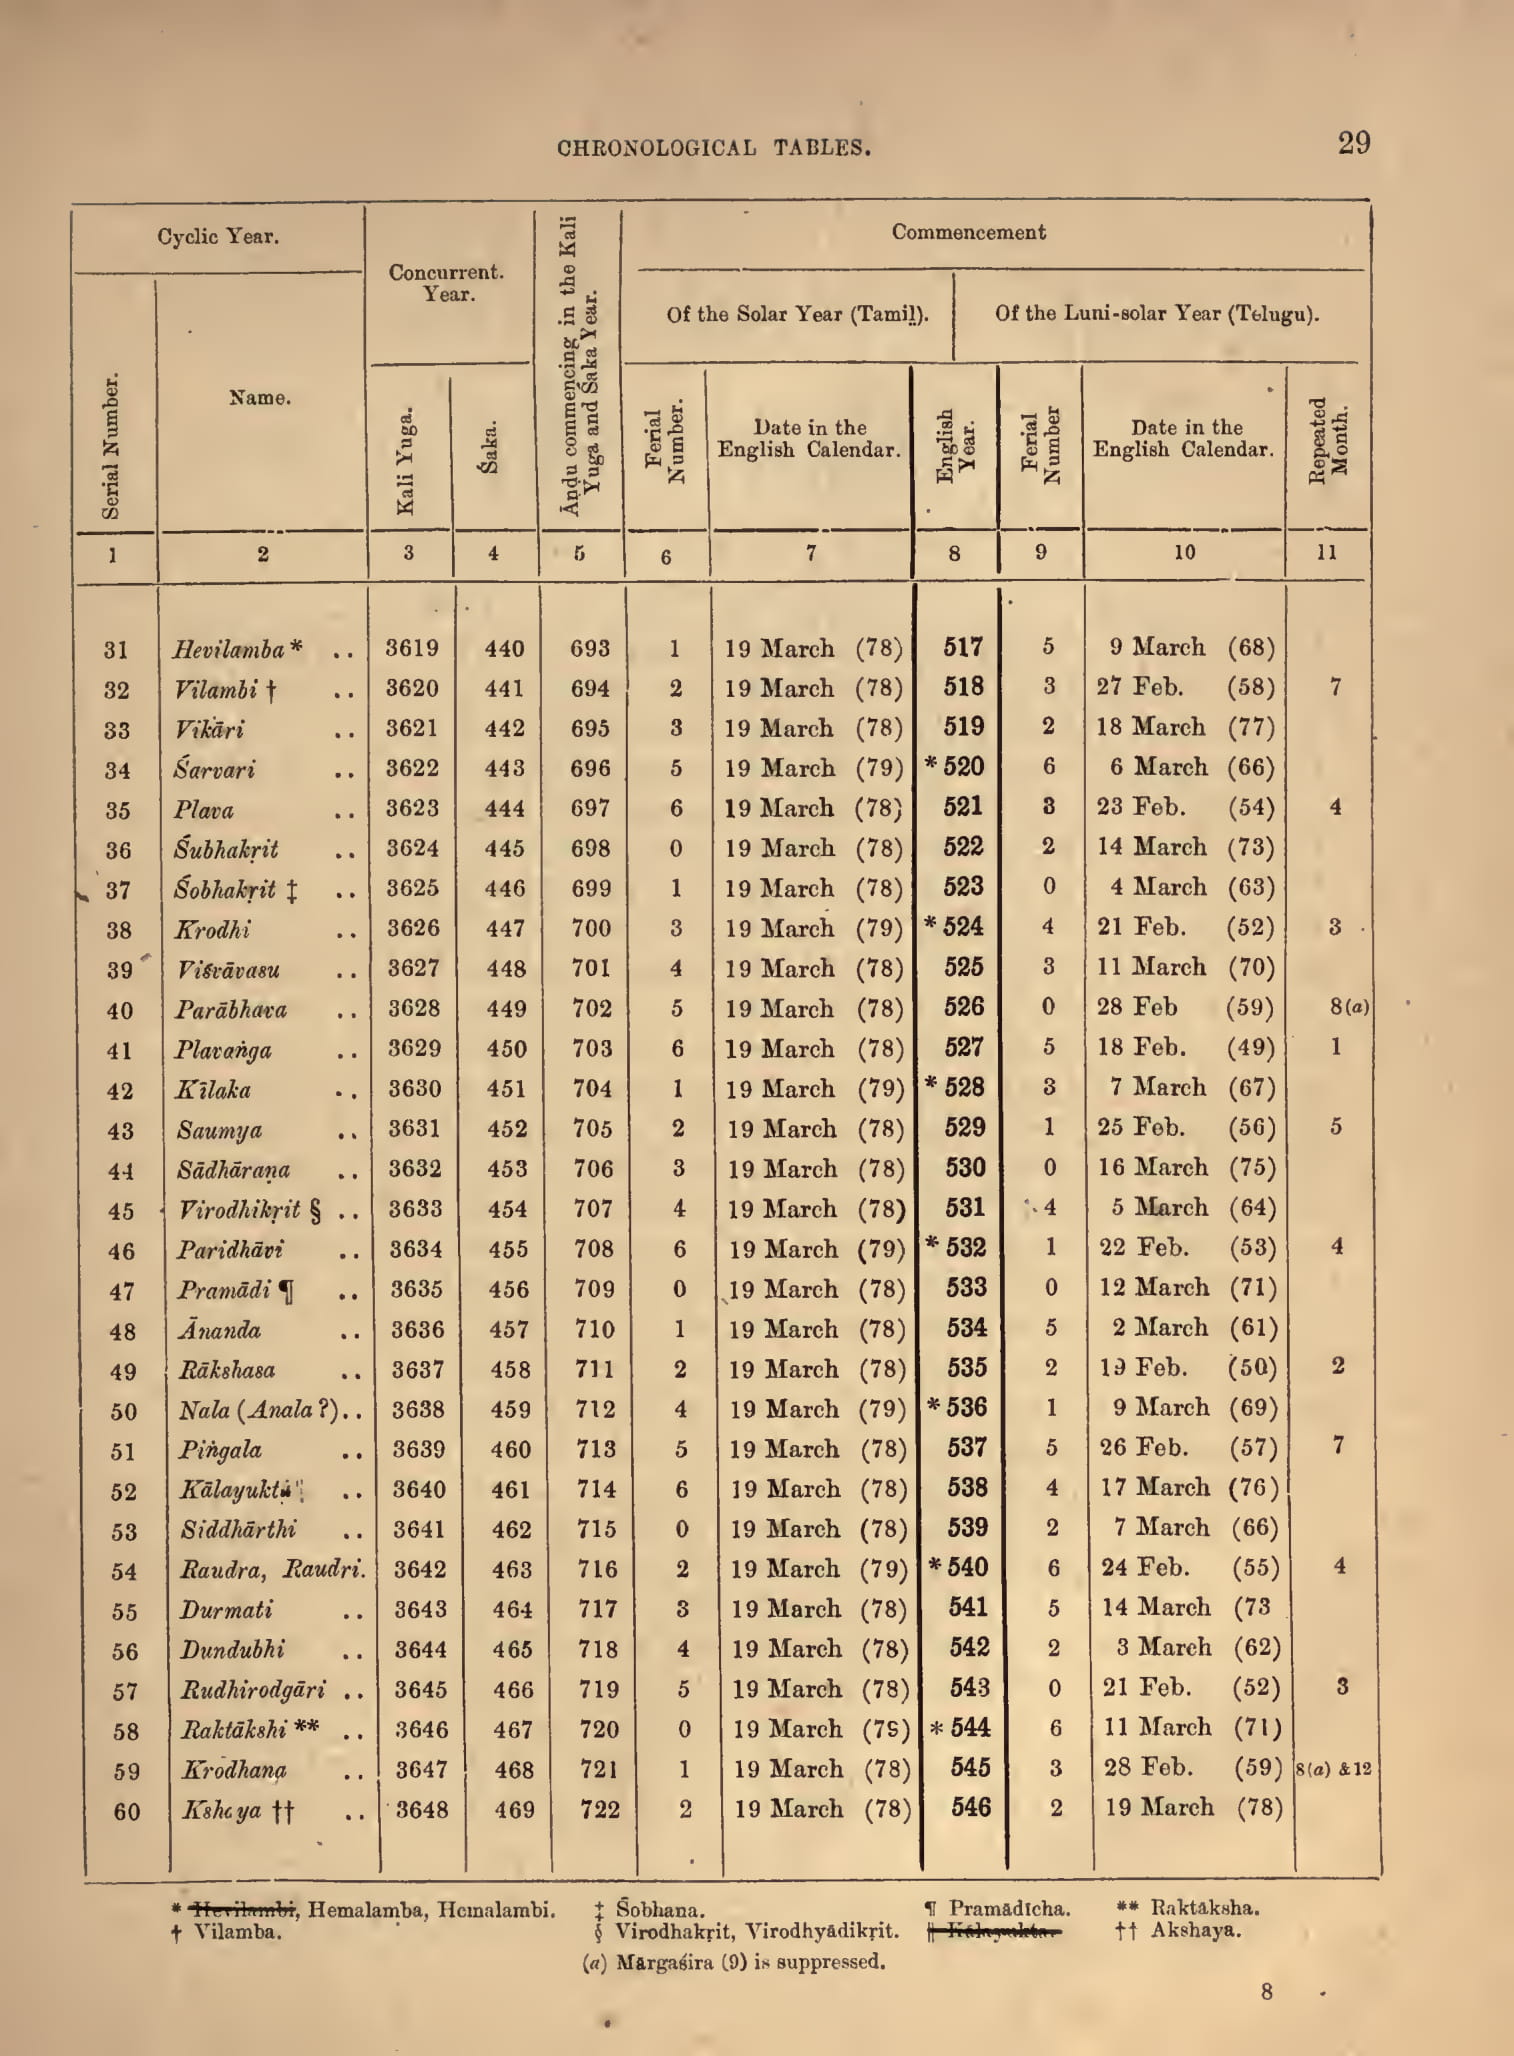 CHRONOLOGICAL TABLES.
29
Cyclic Year.
Concurrent.
Year.
Āṇḍu commencing in the Kali
Yuga and Śaka Year.
Commencement
Of the Solar Year (Tamiḻ).
Of the Luni-solar Year (Telugu).
Serial Number.
Name.
Kali Yuga.
Śaka.
Ferial
Number.
Date in the
English Calendar.
English
Year.
Ferial
Number
Date in the
English Calendar.
Repeated
Month.
1 2 3 4 5 6 7 8 9 10 11
31 Hevilamba * .. 3619 440 693 1 19 March (78) 517 5 9 March (68)
32 Vilambi † .. 3620 441 694 2 19 March (78) 518 3 27 Feb. (58) 7
33 Vikāri .. 3621 442 695 3 19 March (78) 519 2 18 March (77)
34 Śarvari .. 3622 443 696 5 19 March (79) * 520 6 6 March (66)
35 Plava .. 3623 444 697 6 19 March (78) 521 3 23 Feb. (54) 4
36 Śubhakṛit .. 3624 445 698 0 19 March (78) 522 2 14 March (73)
37 Śobhakṛit ‡ .. 3625 446 699 1 19 March (78) 523 0 4 March (63)
38 Krodhi .. 3626 447 700 3 19 March (79) * 524 4 21 Feb. (52) 3
39 Viśvāvasu .. 3627 448 701 4 19 March (78) 525 3 11 March (70)
40 Parābhava .. 3628 449 702 5 19 March (78) 526 0 28 Feb (59) 8(a)
41 Plavaṅga .. 3629 450 703 6 19 March (78) 527 5 18 Feb. (49) 1
42 Kīlaka .. 3630 451 704 1 19 March (79) * 528 3 7 March (67)
43 Saumya .. 3631 452 705 2 19 March (78) 529 1 25 Feb. (56) 5
44 Sādhāraṇa .. 3632 453 706 3 19 March (78) 530 0 16 March (75)
45 Virodhikṛit § .. 3633 454 707 4 19 March (78) 531 4 5 March (64)
46 Paridhāvi .. 3634 455 708 6 19 March (79) * 532 1 22 Feb. (53) 4
47 Pramādi ¶ .. 3635 456 709 0 19 March (78) 533 0 12 March (71)
48 Ānanda .. 3636 457 710 1 19 March (78) 534 5 2 March (61)
49 Rākshasa .. 3637 458 711 2 19 March (78) 535 2 19 Feb. (50) 2
50 Nala (Anala ?) .. 3638 459 712 4 19 March (79) * 536 1 9 March (69)
51 Piṅgala .. 3639 460 713 5 19 March (78) 537 5 26 Feb. (57) 7
52 .. 3640 461 714 6 19 March (78) 538 4 17 March (76)
53 Siddhārthi .. 3641 462 715 0 19 March (78) 539 2 7 March (66)
54 Raudra, Raudri. 3642 463 716 2 19 March (79) * 540 6 24 Feb. (55) 4
55 Durmati .. 3643 464 717 3 19 March (78) 541 5 14 March (73
56 Dundubhi .. 3644 465 718 4 19 March (78) 542 2 3 March (62)
57 Rudhirodgāri .. 3645 466 719 5 19 March (78) 543 0 21 Feb. (52) 3
58 Raktākshi ** .. 3646 467 720 0 19 March * 544 6 11 March (71)
59 Krodhana .. 3647 468 721 1 19 March (78) 545 3 28 Feb. (59) 8(a) & 12
60 Kshaya †† .. 3648 469 722 2 19 March (78) 546 2 19 March (78)
* Hevilambi, Hemalamba, Hemalambi. ‡ Śobhana. ¶ Pramādīcha. ** Raktāksha.
† Vilamba. § Virodhakṛit, Virodhyādikṛit. ‖ Kālayukta. †† Akshaya.
(a) Mārgaśira (9) is suppressed.
8